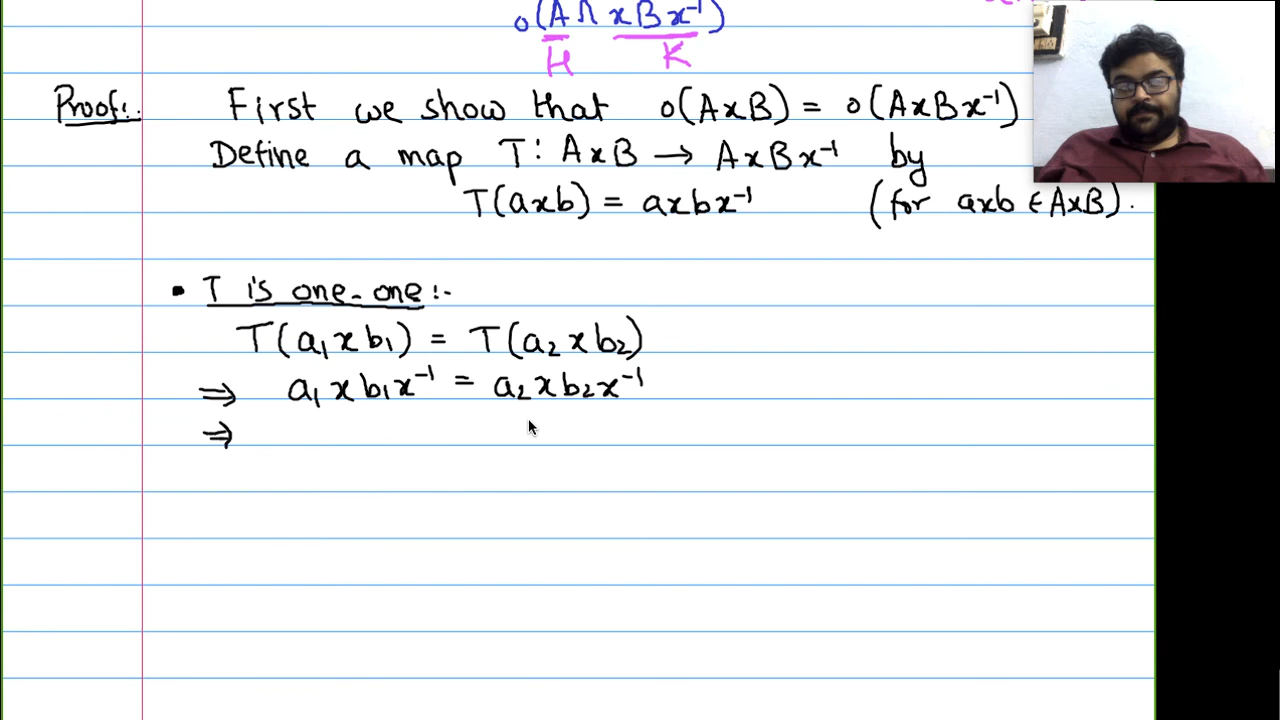 o(A ∩ xBx⁻¹)
H K
Proof:. First we show that o(AxB) = o(AxBx⁻¹)
Define a map T : AxB → AxBx⁻¹ by
T(axb) = axbx⁻¹ (for axb ∈ AxB).
• T is one-one:-
T(a₁xb₁) = T(a₂xb₂)
⇒ a₁xb₁x⁻¹ = a₂xb₂x⁻¹
⇒